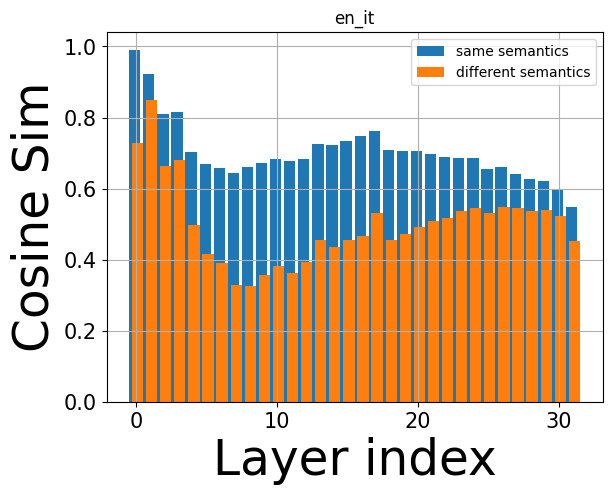 en_it
same semantics
different semantics
Cosine Sim
1.0
0.8
0.6
0.4
0.2
0.0
0 10 20 30
Layer index